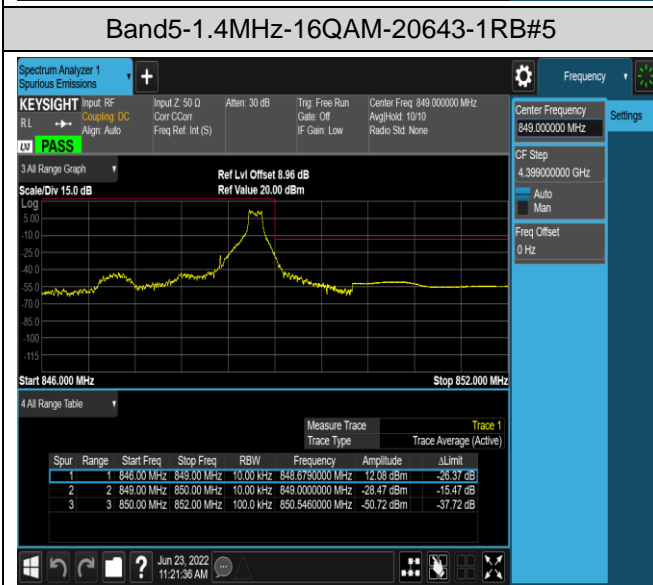 Band5-1.4MHz-16QAM-20643-1RB#5
Spectrum Analyzer 1
Spurious Emissions
+
Frequency
KEYSIGHT Input: RF Input Z: 50 Ω Atten: 30 dB Trig: Free Run Center Freq: 849.000000 MHz
RL Coupling: DC Corr CCorr Gate: Off Avg|Hold: 10/10
Align: Auto Freq Ref: Int (S) IF Gain: Low Radio Std: None
LXI PASS
Center Frequency
849.000000 MHz
Settings
CF Step
4.399000000 GHz
Auto
Man
Freq Offset
0 Hz
3 All Range Graph
Ref Lvl Offset 8.96 dB
Scale/Div 15.0 dB Ref Value 20.00 dBm
Log
5.00
-10.0
-25.0
-40.0
-55.0
-70.0
-85.0
-100
-115
Start 846.000 MHz Stop 852.000 MHz
4 All Range Table
Measure Trace Trace 1
Trace Type Trace Average (Active)
Spur Range Start Freq Stop Freq RBW Frequency Amplitude ΔLimit
1 1 846.00 MHz 849.00 MHz 10.00 kHz 848.6790000 MHz 12.08 dBm -26.37 dB
2 2 849.00 MHz 850.00 MHz 10.00 kHz 849.0000000 MHz -28.47 dBm -15.47 dB
3 3 850.00 MHz 852.00 MHz 100.0 kHz 850.5460000 MHz -50.72 dBm -37.72 dB
? Jun 23, 2022
11:21:36 AM